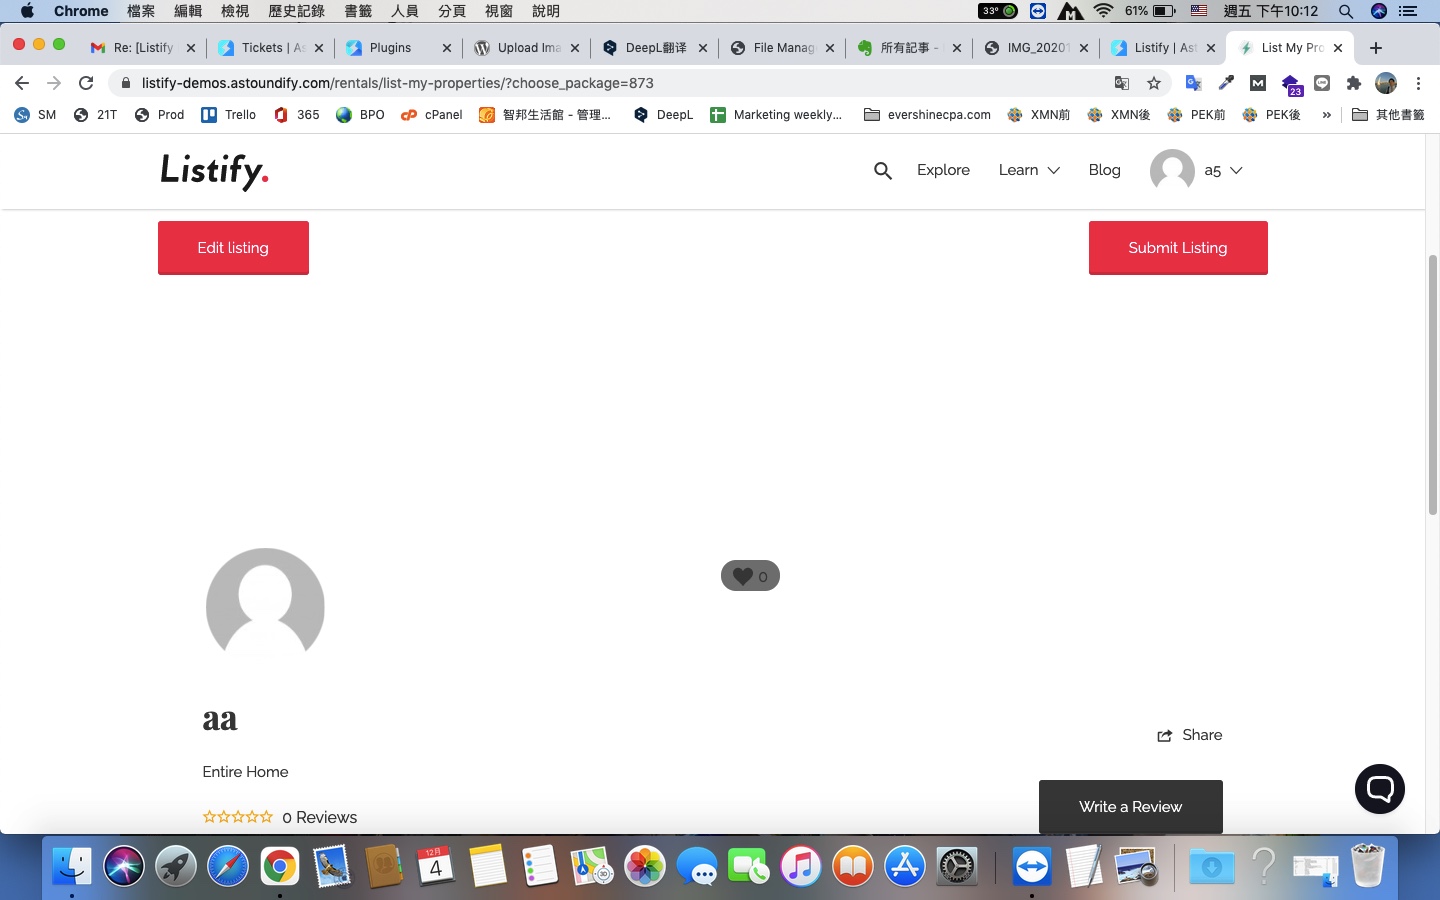 Chrome 檔案 編輯 檢視 歷史記錄 書籤 人員 分頁 視窗 說明 33° 61% 週五 下午10:12
Re: [Listify Tickets | As Plugins Upload Ima DeepL翻译 File Manag 所有記事 - IMG_20201 Listify | Ast List My Pro
listify-demos.astoundify.com/rentals/list-my-properties/?choose_package=873 23
SM 21T Prod Trello 365 BPO cPanel 智邦生活館 - 管理... DeepL Marketing weekly... evershinecpa.com XMN前 XMN後 PEK前 PEK後 » 其他書籤
Listify. Explore Learn Blog a5
Edit listing Submit Listing
0
aa
Share
Entire Home
Write a Review
0 Reviews
12月
4
3D